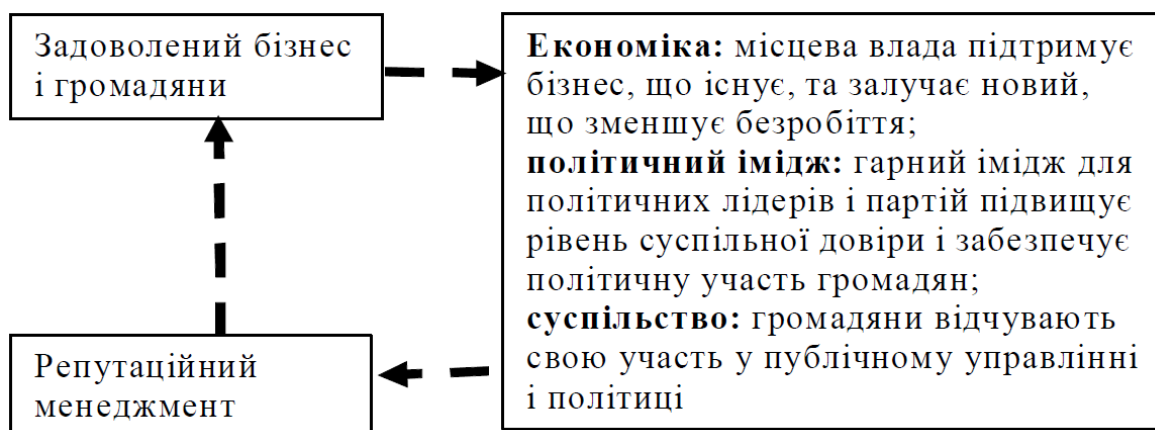 Задоволений бізнес
і громадяни
Економіка: місцева влада підтримує
бізнес, що існує, та залучає новий,
що зменшує безробіття;
політичний імідж: гарний імідж для
політичних лідерів і партій підвищує
рівень суспільної довіри і забезпечує
політичну участь громадян;
суспільство: громадяни відчувають
свою участь у публічному управлінні
і політиці
Репутаційний
менеджмент